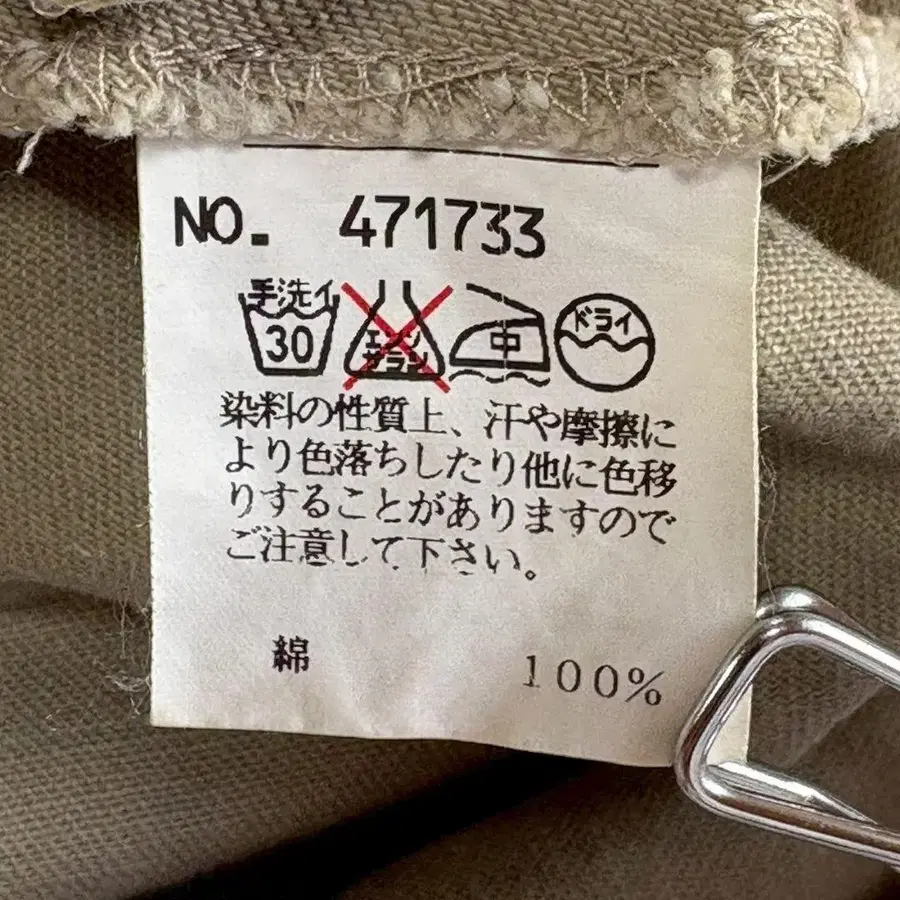 NO. 471733
手洗イ
30
エンソ
サラシ
中
ドライ
染料の性質上、汗や摩擦に
より色落ちしたり他に色移
りすることがありますので
ご注意して下さい。
綿 100%